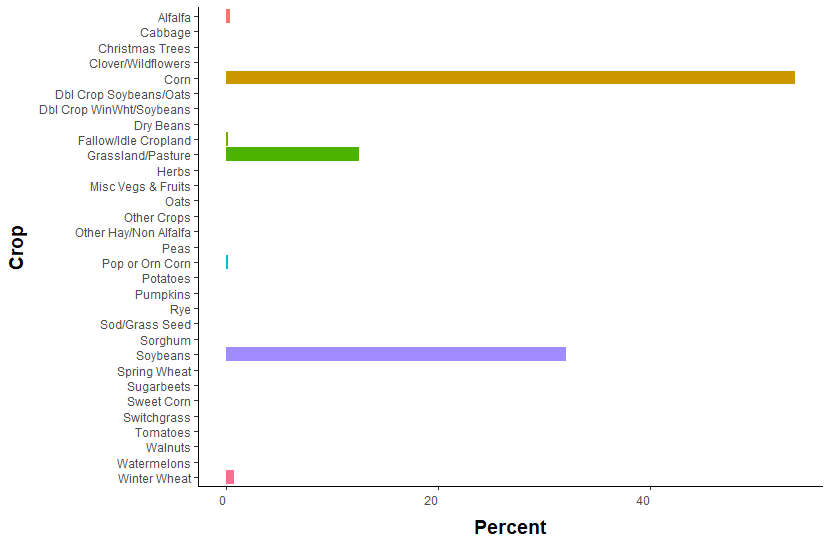 Alfalfa
Cabbage
Christmas Trees
Clover/Wildflowers
Corn
Dbl Crop Soybeans/Oats
Dbl Crop WinWht/Soybeans
Dry Beans
Fallow/Idle Cropland
Grassland/Pasture
Herbs
Misc Vegs & Fruits
Oats
Other Crops
Other Hay/Non Alfalfa
Peas
Pop or Orn Corn
Potatoes
Pumpkins
Rye
Sod/Grass Seed
Sorghum
Soybeans
Spring Wheat
Sugarbeets
Sweet Corn
Switchgrass
Tomatoes
Walnuts
Watermelons
Winter Wheat
Crop
0 20 40
Percent